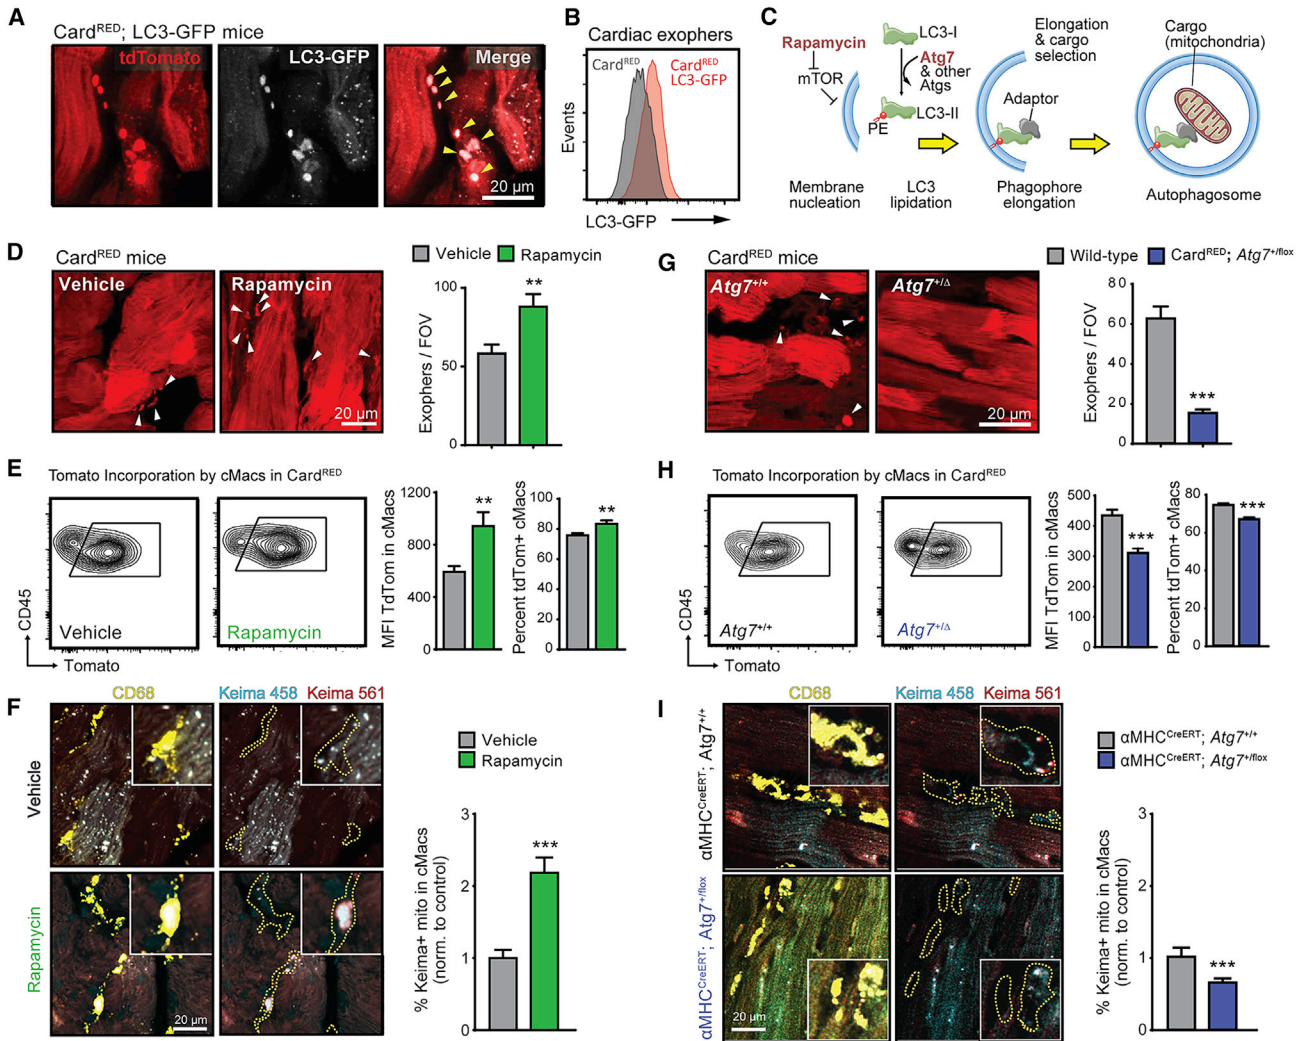 A
Card^RED; LC3-GFP mice
tdTomato
LC3-GFP
Merge
20 µm
B
Cardiac exophers
Card^RED
Card^RED
LC3-GFP
Events
LC3-GFP
C
Rapamycin
mTOR
LC3-I
Atg7
& other
Atgs
LC3-II
PE
Elongation
& cargo
selection
Adaptor
Cargo
(mitochondria)
Membrane
nucleation
LC3
lipidation
Phagophore
elongation
Autophagosome
D
Card^RED mice
Vehicle
Rapamycin
20 µm
Vehicle
Rapamycin
100
50
0
Exophers / FOV
**
E
Tomato Incorporation by cMacs in Card^RED
CD45
Tomato
Vehicle
Rapamycin
MFI TdTom in cMacs
1200
800
400
0
**
Percent tdTom+ cMacs
100
80
60
40
20
0
**
F
CD68
Keima 458
Keima 561
Vehicle
Rapamycin
20 µm
Vehicle
Rapamycin
% Keima+ mito in cMacs
(norm. to control)
3
2
1
0
***
G
Card^RED mice
Atg7^+/+
Atg7^+/Δ
20 µm
Wild-type
Card^RED; Atg7^+/flox
Exophers / FOV
80
60
40
20
0
***
H
Tomato Incorporation by cMacs in Card^RED
CD45
Tomato
Atg7^+/+
Atg7^+/Δ
MFI TdTom in cMacs
500
400
300
200
100
0
***
Percent tdTom+ cMacs
80
60
40
20
0
***
I
CD68
Keima 458
Keima 561
αMHC^CreERT; Atg7^+/+
αMHC^CreERT; Atg7^+/flox
20 µm
αMHC^CreERT; Atg7^+/+
αMHC^CreERT; Atg7^+/flox
% Keima+ mito in cMacs
(norm. to control)
3
2
1
0
***